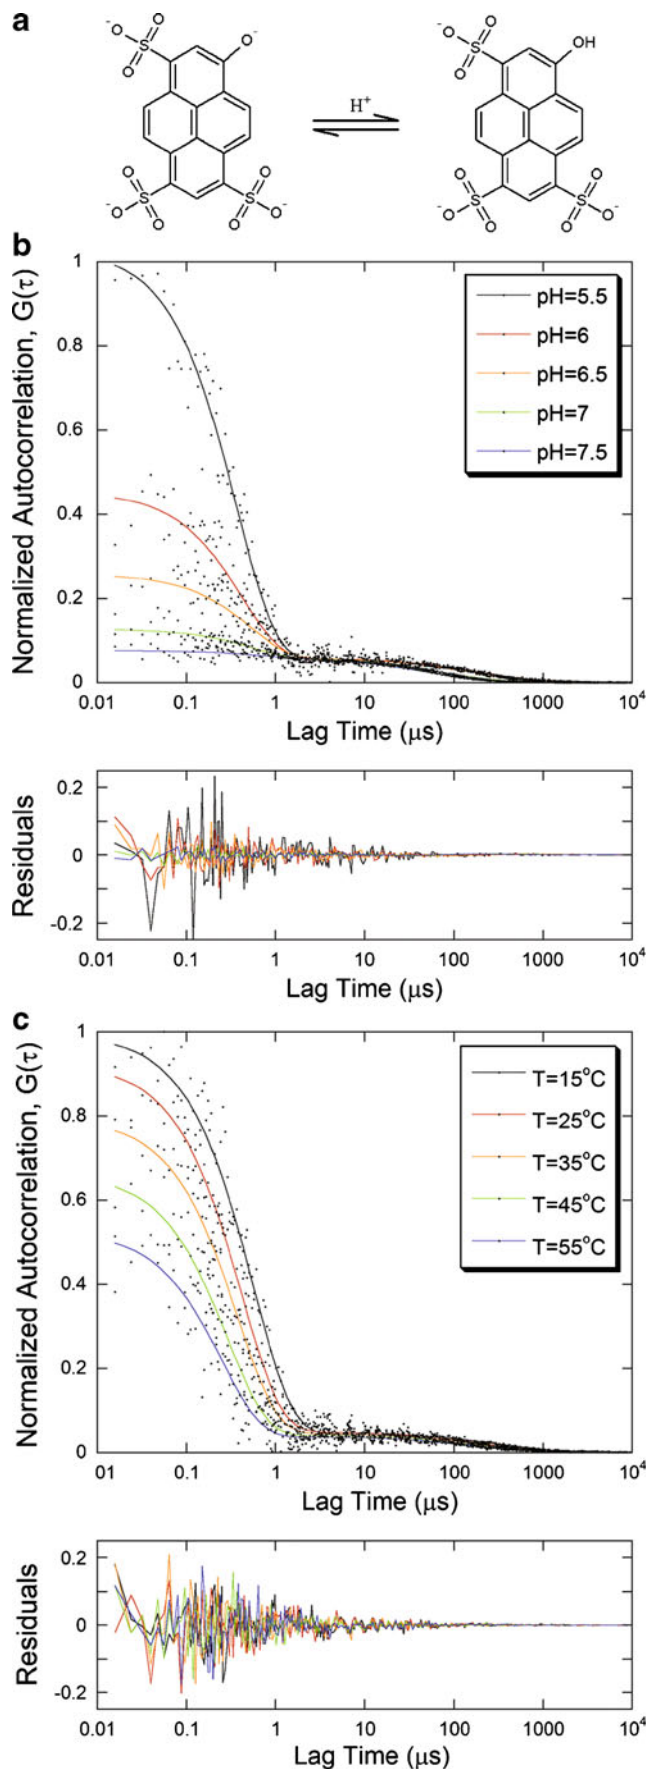 a
O⁻
OH
H⁺
⁻O S O O
⁻O S O O
⁻O S O O
O S O O⁻
⁻O S O O
O S O O⁻
b
Normalized Autocorrelation, G(τ)
1
0.8
0.6
0.4
0.2
0
pH=5.5
pH=6
pH=6.5
pH=7
pH=7.5
0.01 0.1 1 10 100 1000 10⁴
Lag Time (μs)
Residuals
0.2
0
-0.2
0.01 0.1 1 10 100 1000 10⁴
Lag Time (μs)
c
Normalized Autocorrelation, G(τ)
1
0.8
0.6
0.4
0.2
0
T=15°C
T=25°C
T=35°C
T=45°C
T=55°C
01 0.1 1 10 100 1000 10⁴
Lag Time (μs)
Residuals
0.2
0
-0.2
0.01 0.1 1 10 100 1000 10⁴
Lag Time (μs)